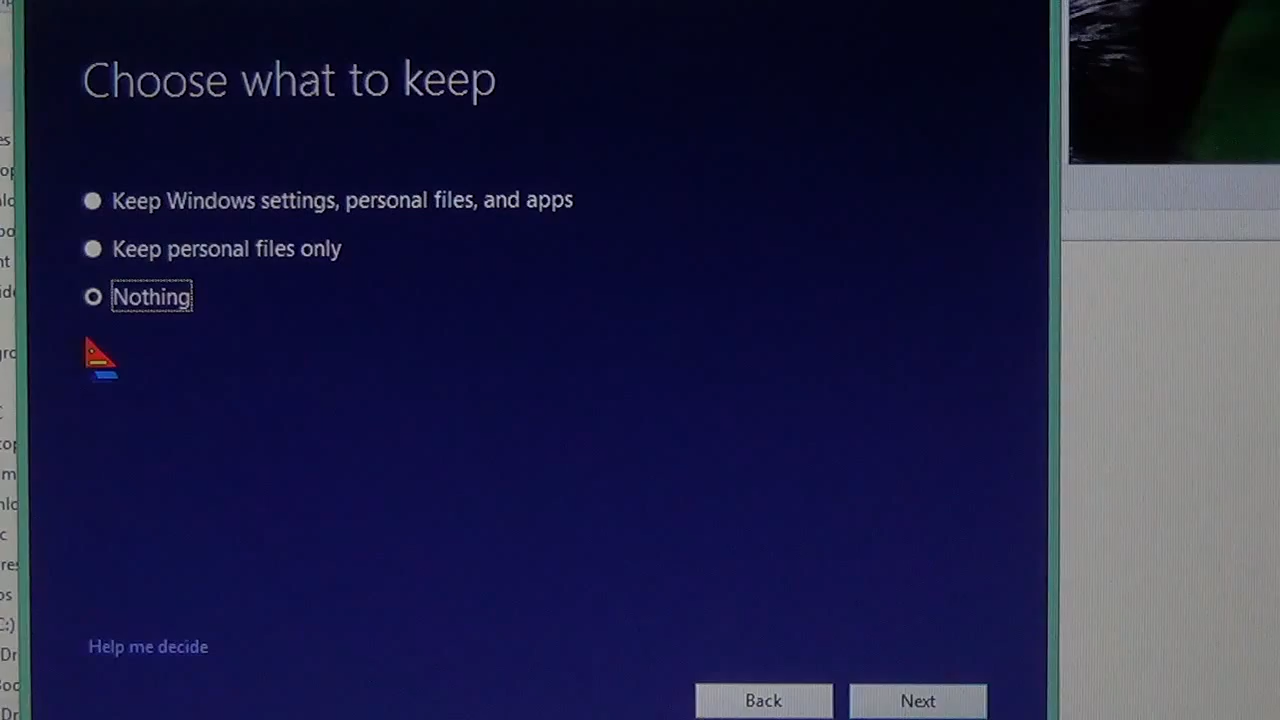 Choose what to keep
Keep Windows settings, personal files, and apps
Keep personal files only
Nothing
Help me decide
Back
Next